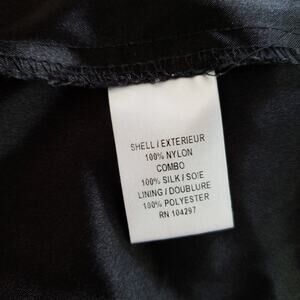 SHELL / EXTERIEUR
100% NYLON
COMBO
100% SILK / SOIE
LINING / DOUBLURE
100% POLYESTER
RN 104297